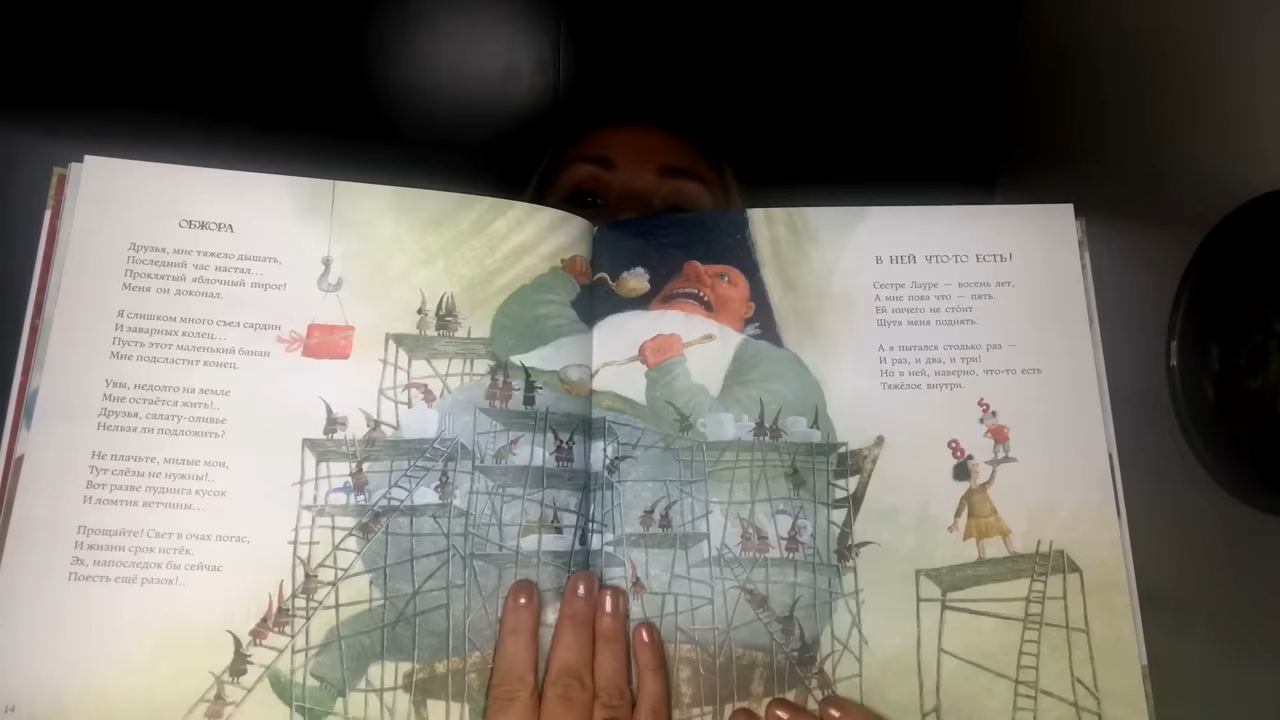 ОБЖОРА
Друзья, мне тяжело дышать,
Последний час настал...
Проклятый яблочный пирог!
Меня он доконал.
Я слишком много съел сардин
И заварных колец...
Пусть этот маленький банан
Мне подсластит конец.
Увы, недолго на земле
Мне остаётся жить!..
Друзья, салату-оливье
Нельзя ли подложить?
Не плачьте, милые мои,
Тут слёзы не нужны!..
Вот разве пудинга кусок
И ломтик ветчины...
Прощайте! Свет в очах погас,
И жизни срок истёк.
Эх, напоследок бы сейчас
Поесть ещё разок!..
14
В НЕЙ ЧТО-ТО ЕСТЬ!
Сестре Лауре — восемь лет,
А мне пока что — пять.
Ей ничего не сто́ит
Шутя меня поднять.
А я пытался столько раз —
И раз, и два, и три!
Но в ней, наверно, что-то есть
Тяжёлое внутри.
5
8